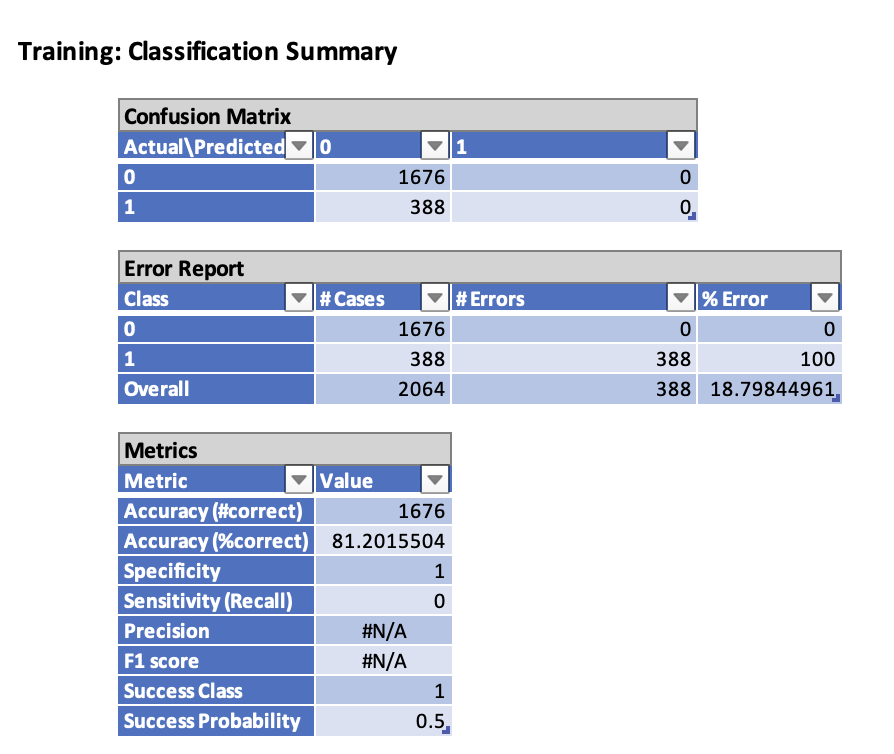 Training: Classification Summary
Confusion Matrix
Actual\Predicted 0 1
0 1676 0
1 388 0
Error Report
Class # Cases # Errors % Error
0 1676 0 0
1 388 388 100
Overall 2064 388 18.79844961
Metrics
Metric Value
Accuracy (#correct) 1676
Accuracy (%correct) 81.2015504
Specificity 1
Sensitivity (Recall) 0
Precision #N/A
F1 score #N/A
Success Class 1
Success Probability 0.5